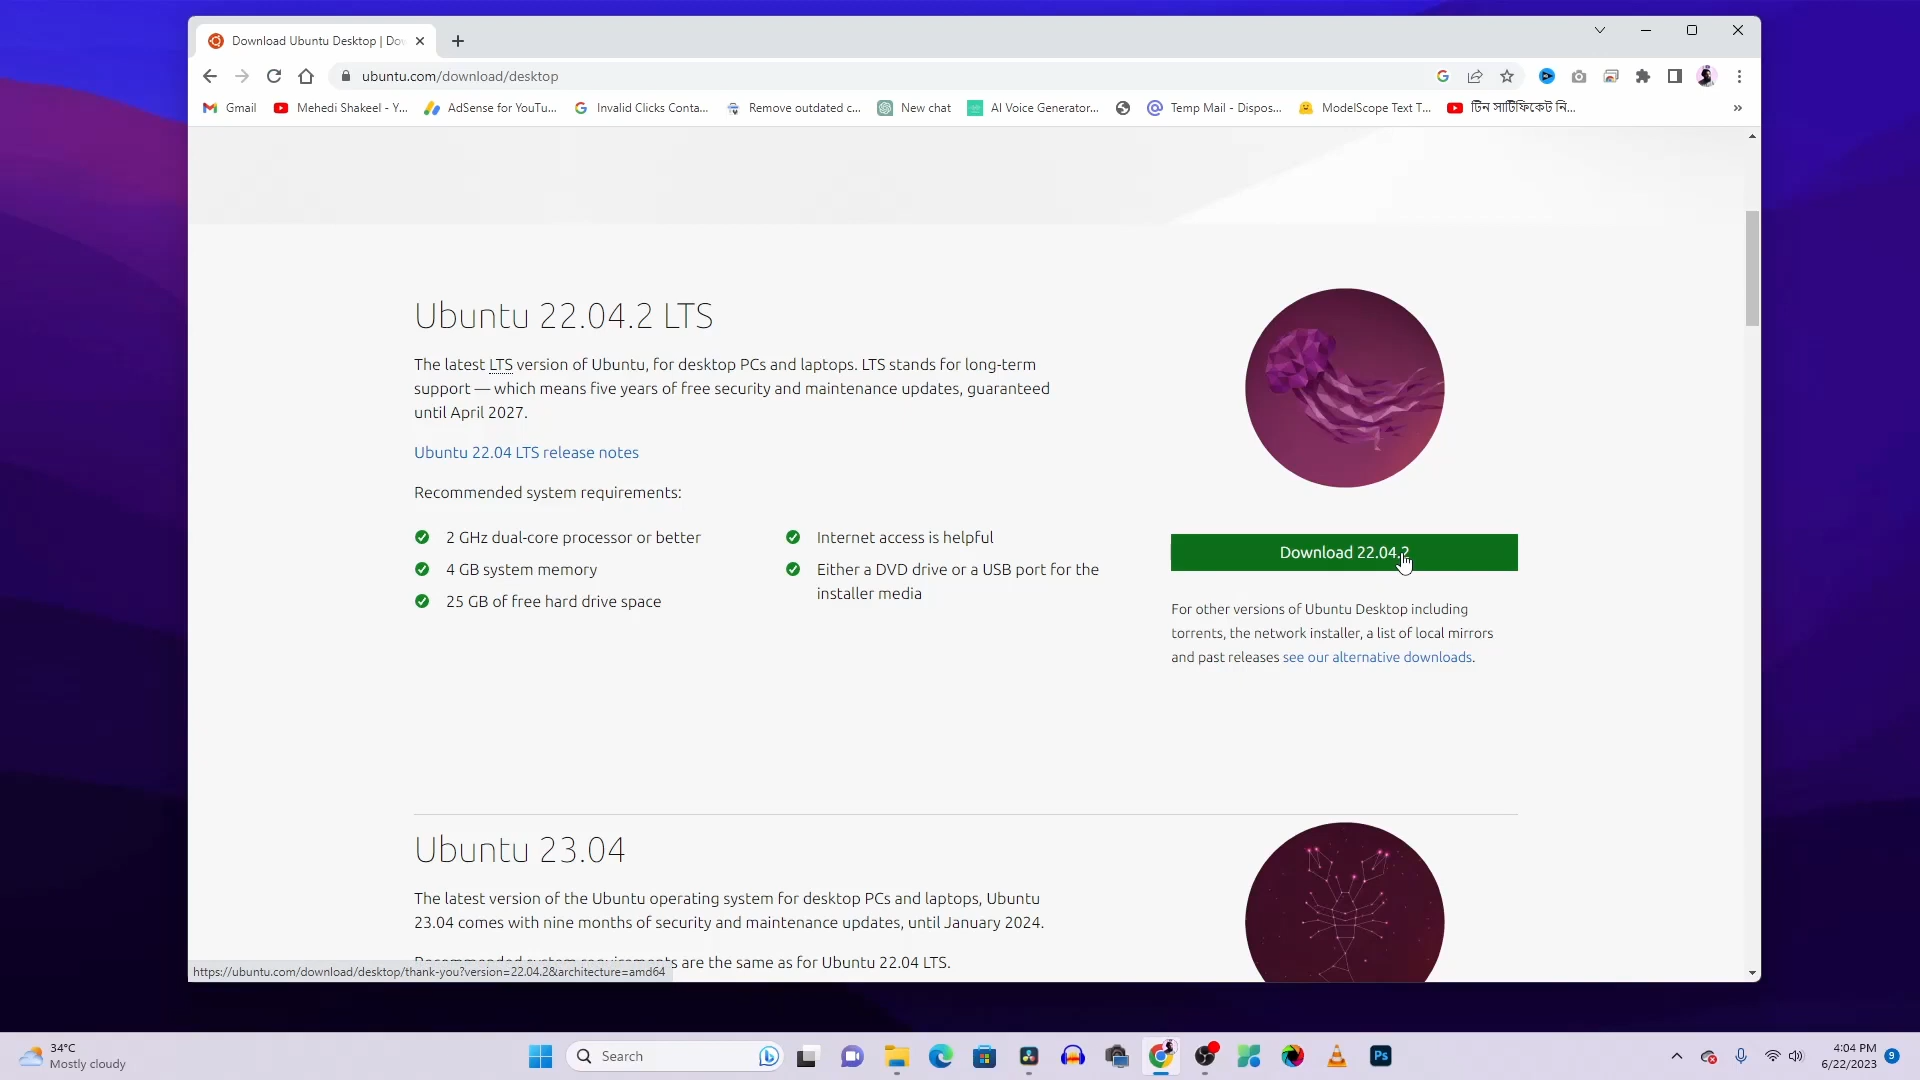 Download Ubuntu Desktop | Dou
ubuntu.com/download/desktop
Gmail
Mehedi Shakeel - Y...
AdSense for YouTu...
Invalid Clicks Conta...
Remove outdated c...
New chat
AI Voice Generator...
Temp Mail - Dispos...
ModelScope Text T...
টিন সার্টিফিকেট নি...
Ubuntu 22.04.2 LTS
The latest LTS version of Ubuntu, for desktop PCs and laptops. LTS stands for long-term
support — which means five years of free security and maintenance updates, guaranteed
until April 2027.
Ubuntu 22.04 LTS release notes
Recommended system requirements:
2 GHz dual-core processor or better
4 GB system memory
25 GB of free hard drive space
Internet access is helpful
Either a DVD drive or a USB port for the
installer media
Download 22.04.2
For other versions of Ubuntu Desktop including
torrents, the network installer, a list of local mirrors
and past releases see our alternative downloads.
Ubuntu 23.04
The latest version of the Ubuntu operating system for desktop PCs and laptops, Ubuntu
23.04 comes with nine months of security and maintenance updates, until January 2024.
Recommended system requirements are the same as for Ubuntu 22.04 LTS.
https://ubuntu.com/download/desktop/thank-you?version=22.04.2&architecture=amd64
34°C
Mostly cloudy
Search
Ps
4:04 PM
6/22/2023
9